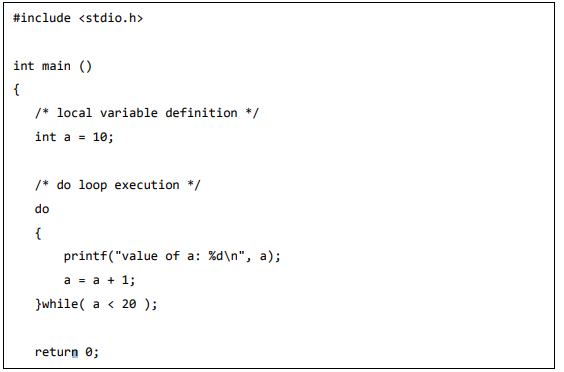 #include <stdio.h>
int main ()
{
/* local variable definition */
int a = 10;
/* do loop execution */
do
{
printf("value of a: %d\n", a);
a = a + 1;
}while( a < 20 );
return 0;